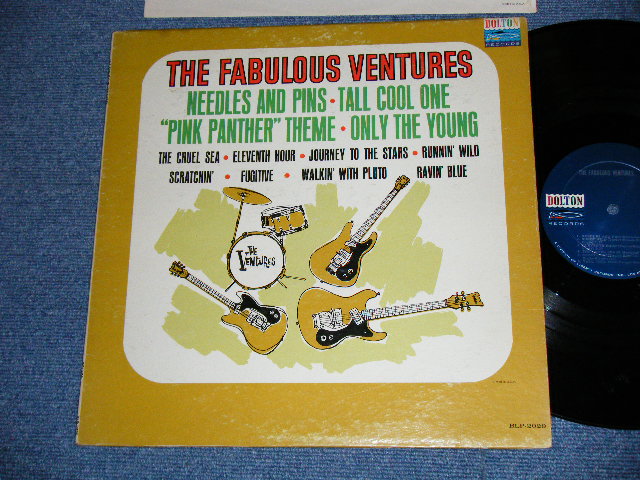 DOLTON
RECORDS
THE FABULOUS VENTURES
NEEDLES AND PINS • TALL COOL ONE
"PINK PANTHER" THEME • ONLY THE YOUNG
THE CRUEL SEA • ELEVENTH HOUR • JOURNEY TO THE STARS • RUNNIN' WILD
SCRATCHIN' • FUGITIVE • WALKIN' WITH PLUTO • RAVIN' BLUE
THE VENTURES
BLP-2029
THE FABULOUS VENTURES
DOLTON
RECORDS